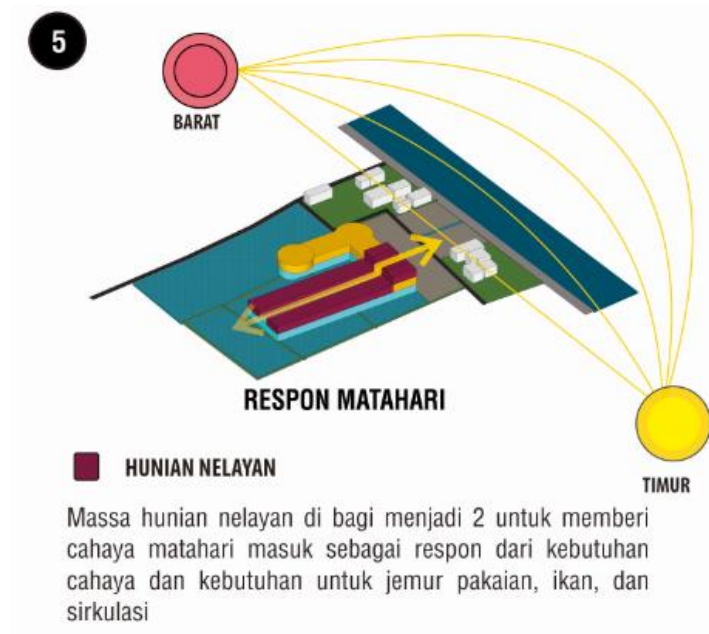 5
BARAT
RESPON MATAHARI
HUNIAN NELAYAN
TIMUR
Massa hunian nelayan di bagi menjadi 2 untuk memberi
cahaya matahari masuk sebagai respon dari kebutuhan
cahaya dan kebutuhan untuk jemur pakaian, ikan, dan
sirkulasi